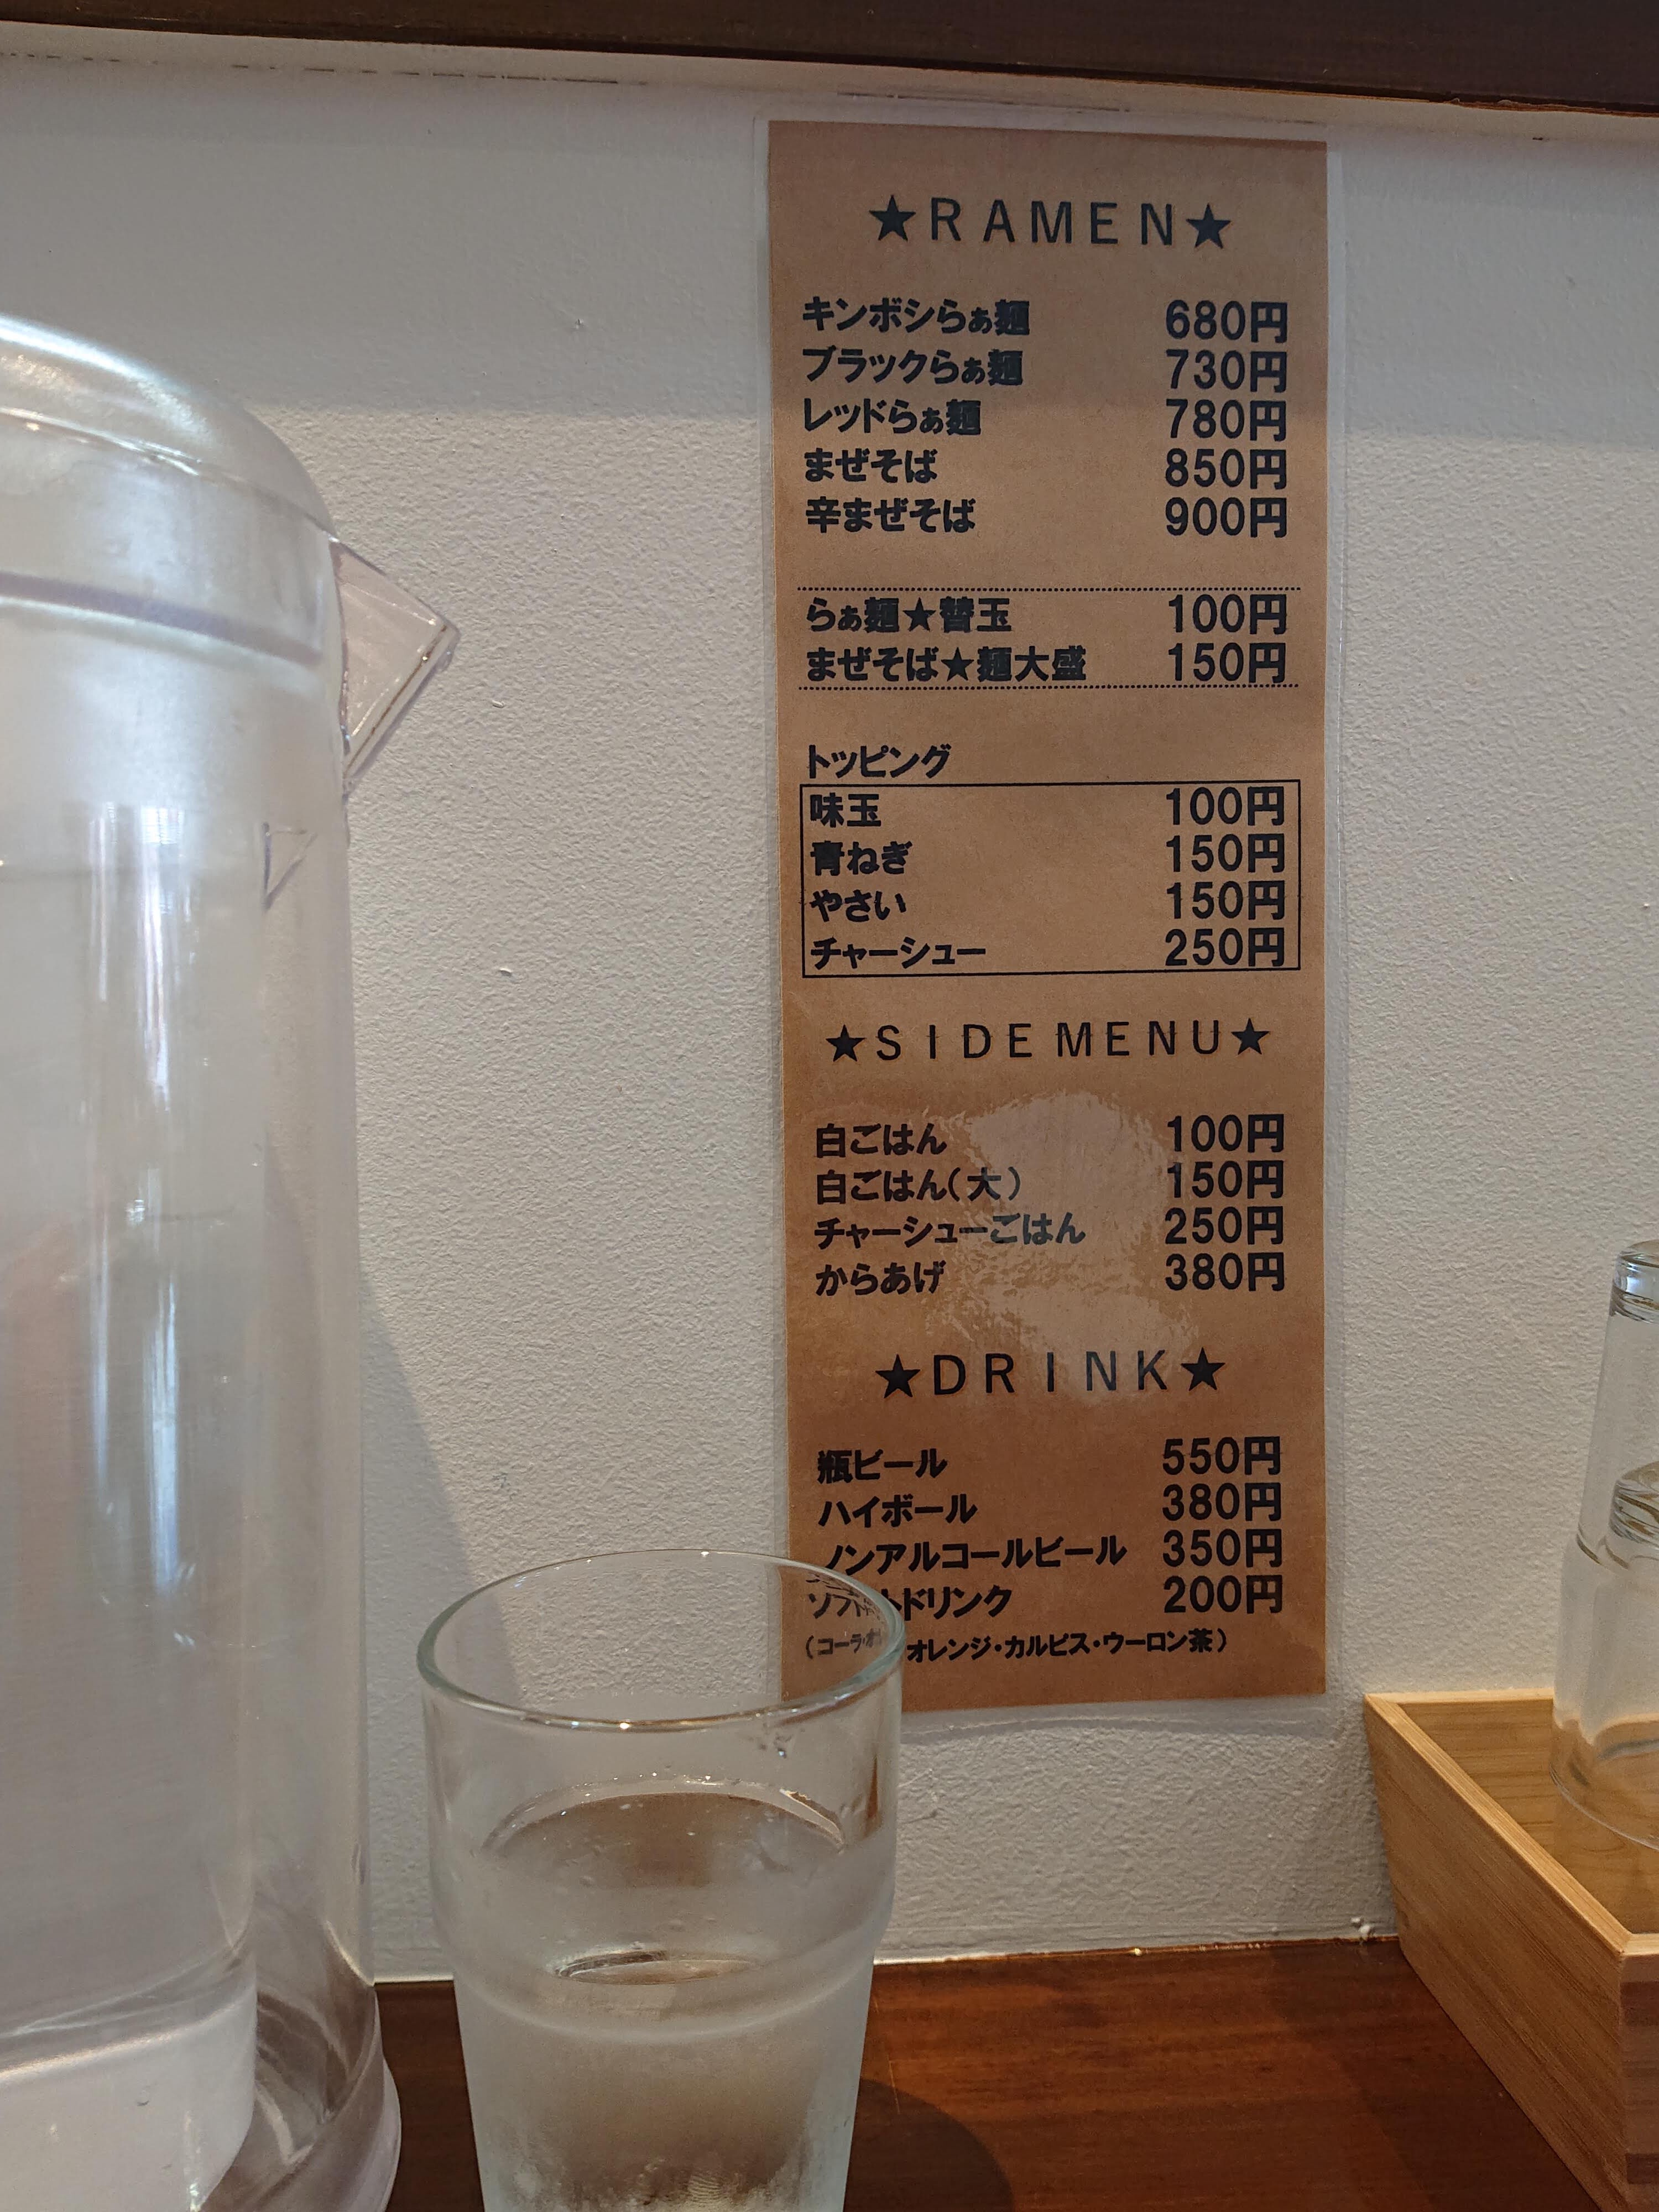 ★RAMEN★
キンボシらぁ麺 680円
ブラックらぁ麺 730円
レッドらぁ麺 780円
まぜそば 850円
辛まぜそば 900円
らぁ麺★替玉 100円
まぜそば★麺大盛 150円
トッピング
味玉 100円
青ねぎ 150円
やさい 150円
チャーシュー 250円
★SIDE MENU★
白ごはん 100円
白ごはん(大) 150円
チャーシューごはん 250円
からあげ 380円
★DRINK★
瓶ビール 550円
ハイボール 380円
ノンアルコールビール 350円
ソフトドリンク 200円
(コーラ・オレンジ・カルピス・ウーロン茶)